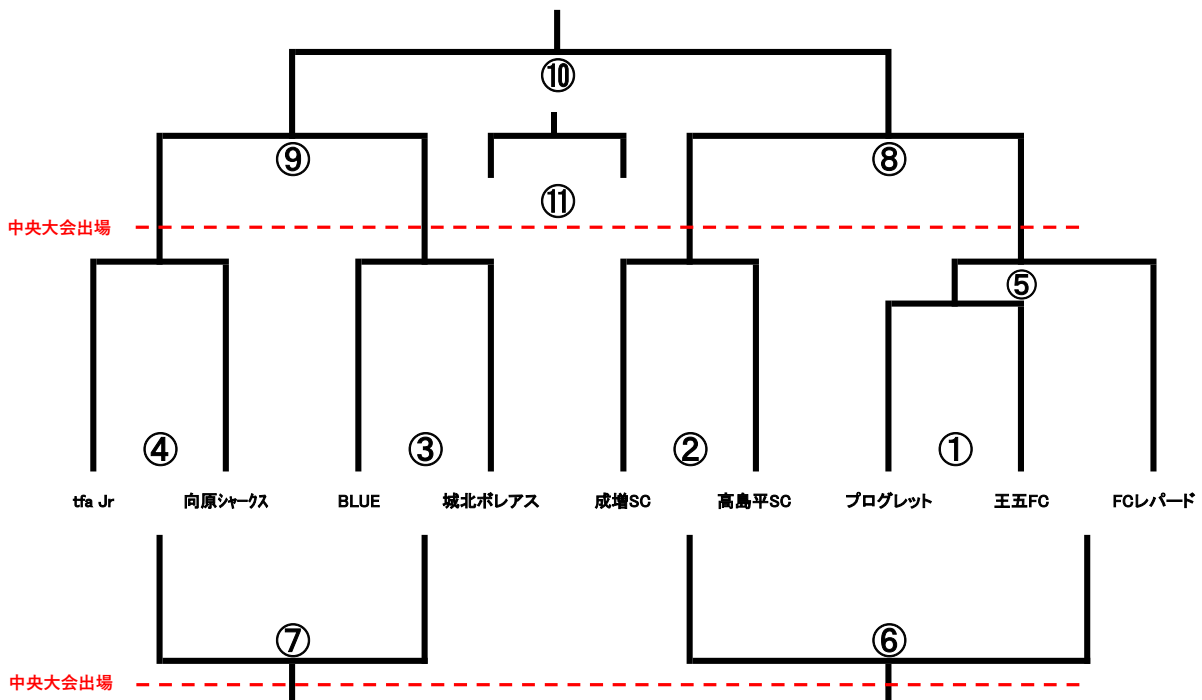 ⑩
⑨
⑧
⑪
中央大会出場
⑤
④
③
②
①
tfa Jr
向原シャークス
BLUE
城北ボレアス
成増SC
高島平SC
プログレット
王五FC
FCレパード
⑦
⑥
中央大会出場